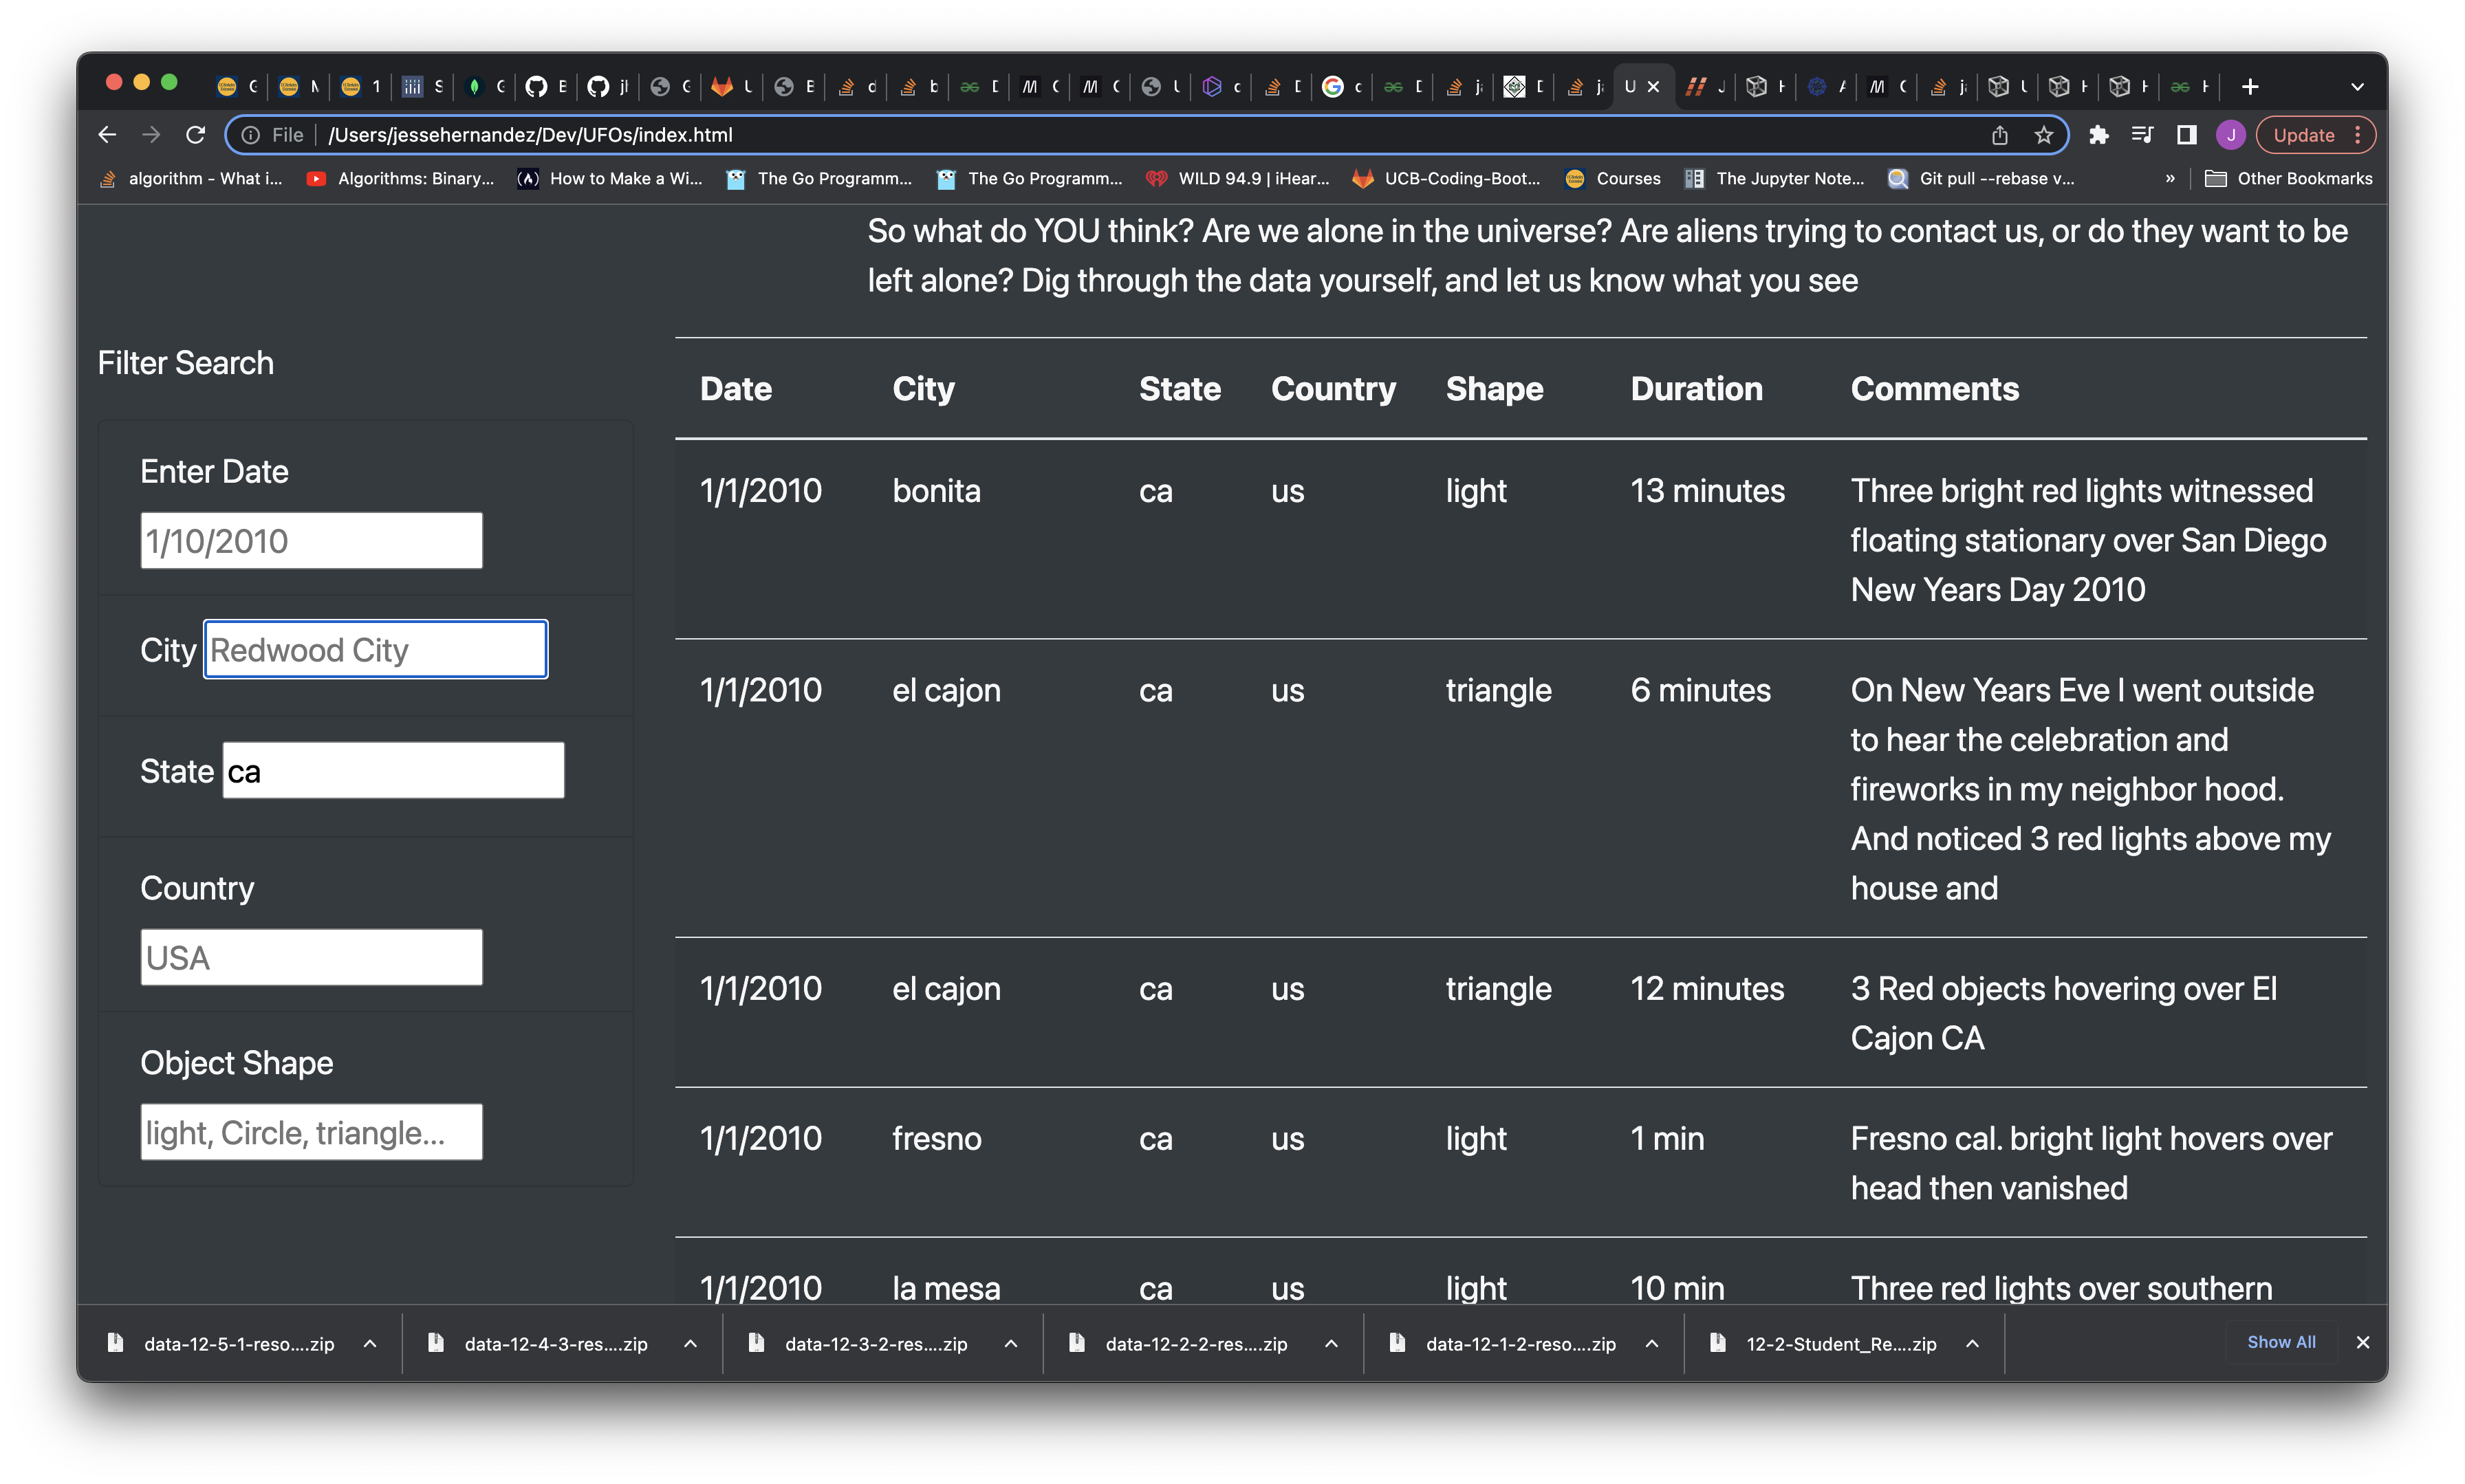 File | /Users/jessehernandez/Dev/UFOs/index.html
Update
algorithm - What i...
Algorithms: Binary...
How to Make a Wi...
The Go Programm...
The Go Programm...
WILD 94.9 | iHear...
UCB-Coding-Boot...
Courses
The Jupyter Note...
Git pull --rebase v...
»
Other Bookmarks
So what do YOU think? Are we alone in the universe? Are aliens trying to contact us, or do they want to be
left alone? Dig through the data yourself, and let us know what you see
Filter Search
Enter Date
1/10/2010
City Redwood City
State ca
Country
USA
Object Shape
light, Circle, triangle...
Date City State Country Shape Duration Comments
1/1/2010 bonita ca us light 13 minutes Three bright red lights witnessed
floating stationary over San Diego
New Years Day 2010
1/1/2010 el cajon ca us triangle 6 minutes On New Years Eve I went outside
to hear the celebration and
fireworks in my neighbor hood.
And noticed 3 red lights above my
house and
1/1/2010 el cajon ca us triangle 12 minutes 3 Red objects hovering over El
Cajon CA
1/1/2010 fresno ca us light 1 min Fresno cal. bright light hovers over
head then vanished
1/1/2010 la mesa ca us light 10 min Three red lights over southern
data-12-5-1-reso....zip
data-12-4-3-res....zip
data-12-3-2-res....zip
data-12-2-2-res....zip
data-12-1-2-reso....zip
12-2-Student_Re....zip
Show All